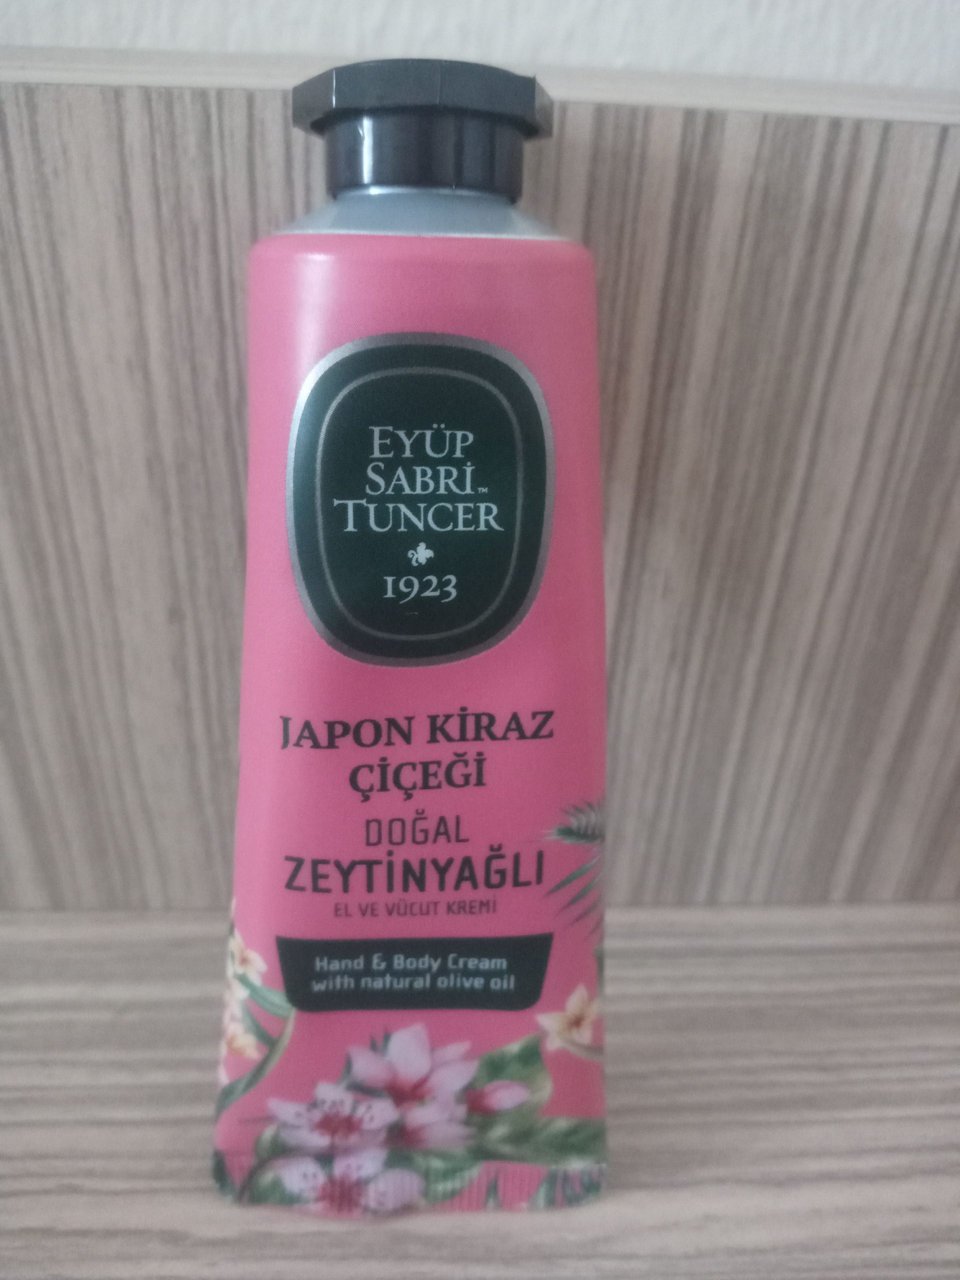 EYÜP
SABRİ™
TUNCER
1923
JAPON KİRAZ
ÇİÇEĞİ
DOĞAL
ZEYTİNYAĞLI
EL VE VÜCUT KREMİ
Hand & Body Cream
with natural olive oil